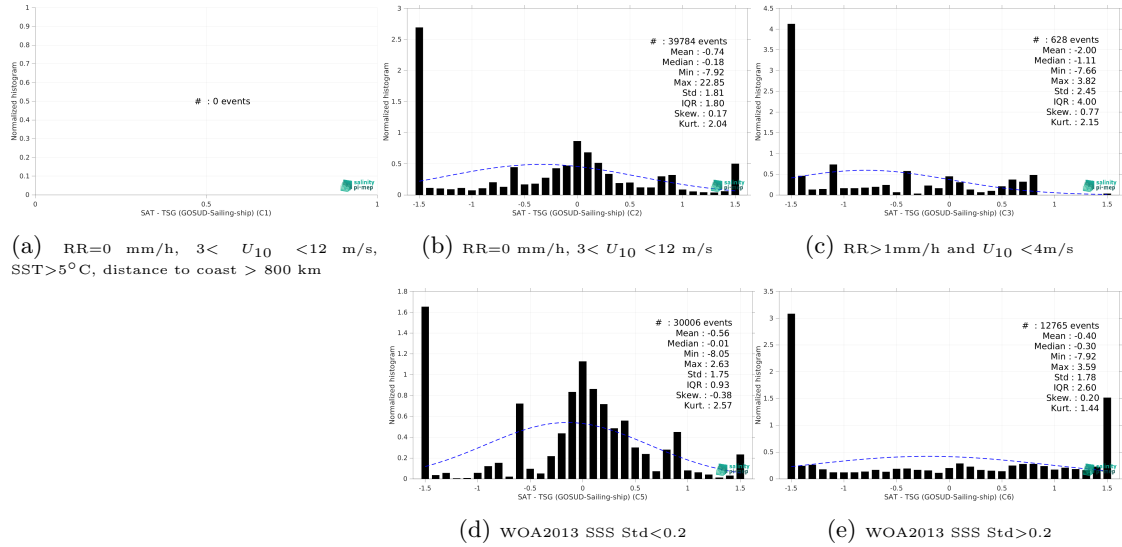 1
0.9
0.8
0.7
0.6
0.5
0.4
0.3
0.2
0.1
0
Normalized histogram
# : 0 events
salinity
pi-mep
0 0.5 1
SAT - TSG (GOSUD-Sailing-ship) (C1)
(a) RR=0 mm/h, 3< U10 <12 m/s,
SST>5°C, distance to coast > 800 km
3
2.5
2
1.5
1
0.5
0
Normalized histogram
# : 39784 events
Mean : -0.74
Median : -0.18
Min : -7.92
Max : 22.85
Std : 1.81
IQR : 1.80
Skew. : 0.17
Kurt. : 2.04
salinity
pi-mep
-1.5 -1 -0.5 0 0.5 1 1.5
SAT - TSG (GOSUD-Sailing-ship) (C2)
(b) RR=0 mm/h, 3< U10 <12 m/s
4.5
4
3.5
3
2.5
2
1.5
1
0.5
0
Normalized histogram
# : 628 events
Mean : -2.00
Median : -1.11
Min : -7.66
Max : 3.82
Std : 2.45
IQR : 4.00
Skew. : 0.77
Kurt. : 2.15
salinity
pi-mep
-1.5 -1 -0.5 0 0.5 1 1.5
SAT - TSG (GOSUD-Sailing-ship) (C3)
(c) RR>1mm/h and U10 <4m/s
1.8
1.6
1.4
1.2
1
0.8
0.6
0.4
0.2
0
Normalized histogram
# : 30006 events
Mean : -0.56
Median : -0.01
Min : -8.05
Max : 2.63
Std : 1.75
IQR : 0.93
Skew. : -0.38
Kurt. : 2.57
salinity
pi-mep
-1.5 -1 -0.5 0 0.5 1 1.5
SAT - TSG (GOSUD-Sailing-ship) (C5)
(d) WOA2013 SSS Std<0.2
3.5
3
2.5
2
1.5
1
0.5
0
Normalized histogram
# : 12765 events
Mean : -0.40
Median : -0.30
Min : -7.92
Max : 3.59
Std : 1.78
IQR : 2.60
Skew. : 0.20
Kurt. : 1.44
salinity
pi-mep
-1.5 -1 -0.5 0 0.5 1 1.5
SAT - TSG (GOSUD-Sailing-ship) (C6)
(e) WOA2013 SSS Std>0.2